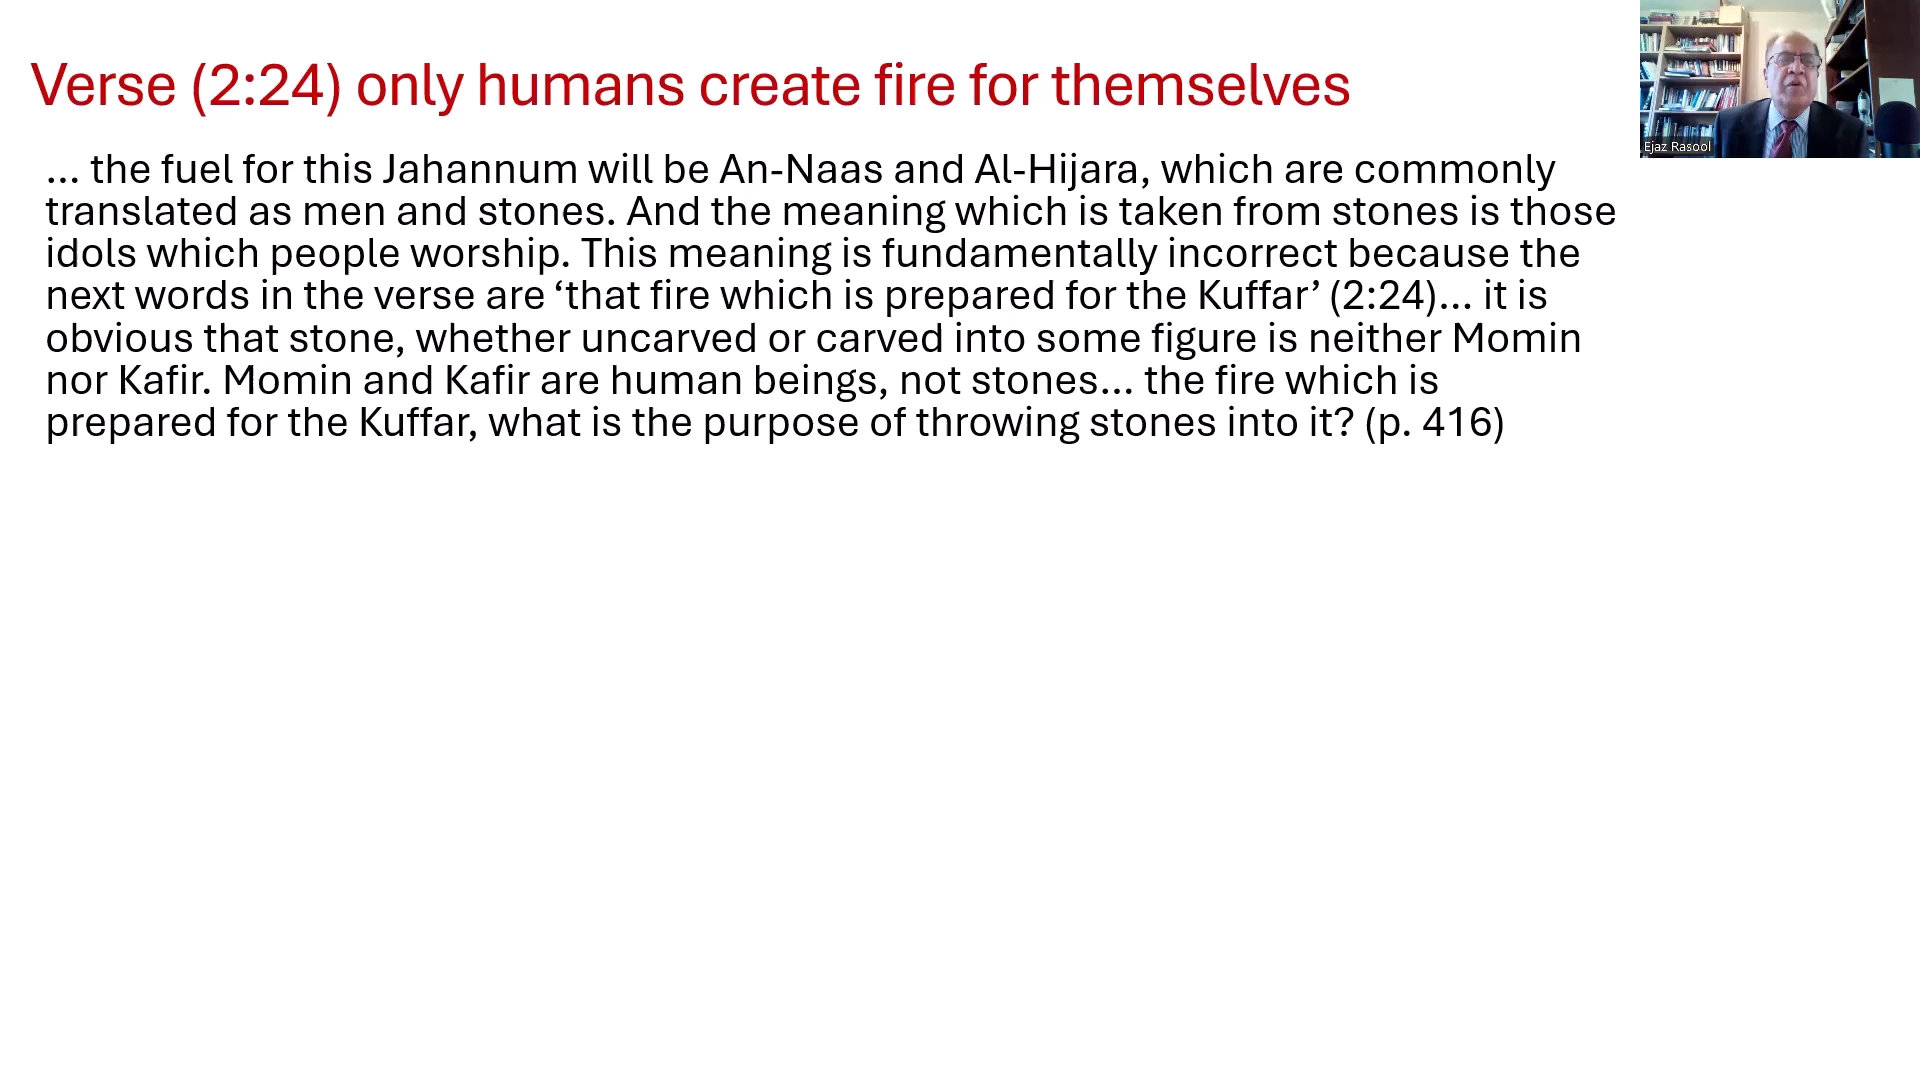 Verse (2:24) only humans create fire for themselves
... the fuel for this Jahannum will be An-Naas and Al-Hijara, which are commonly
translated as men and stones. And the meaning which is taken from stones is those
idols which people worship. This meaning is fundamentally incorrect because the
next words in the verse are ‘that fire which is prepared for the Kuffar’ (2:24)... it is
obvious that stone, whether uncarved or carved into some figure is neither Momin
nor Kafir. Momin and Kafir are human beings, not stones... the fire which is
prepared for the Kuffar, what is the purpose of throwing stones into it? (p. 416)
Ejaz Rasool